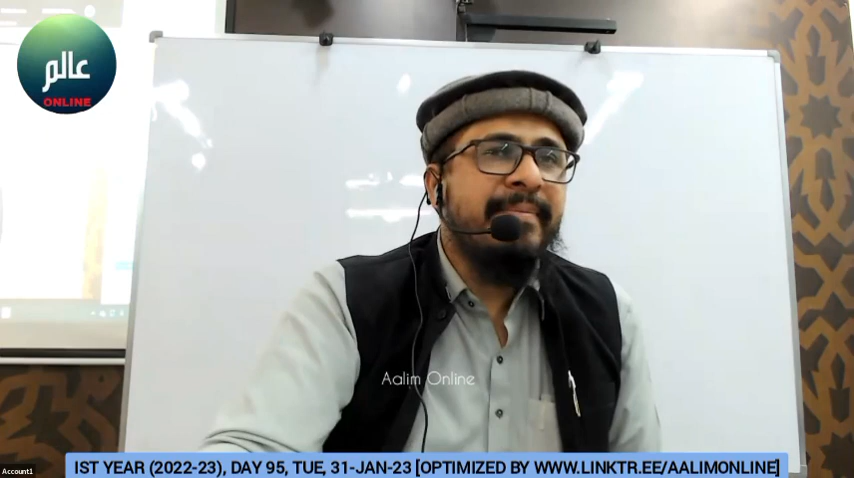 عالم
ONLINE
Aalim Online
Account1
IST YEAR (2022-23), DAY 95, TUE, 31-JAN-23 [OPTIMIZED BY WWW.LINKTR.EE/AALIMONLINE]